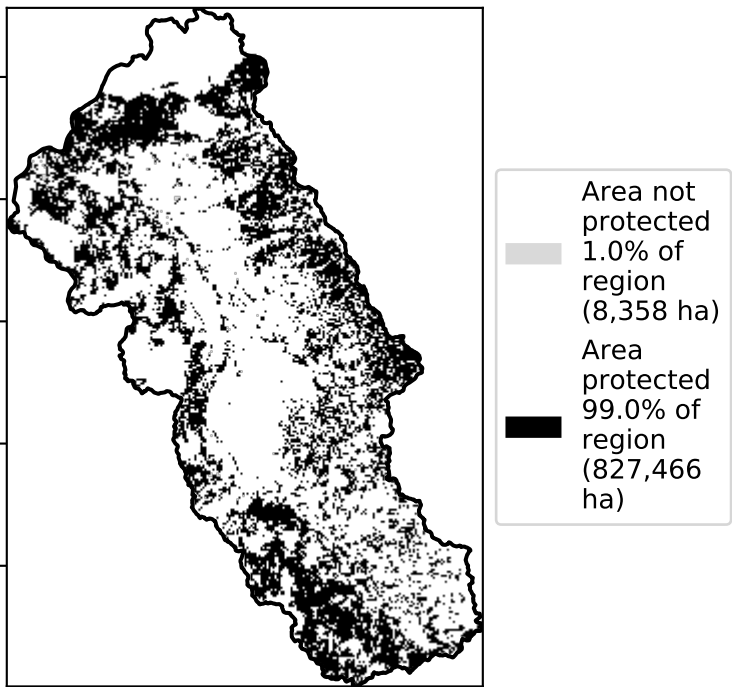 Area not
protected
1.0% of
region
(8,358 ha)
Area
protected
99.0% of
region
(827,466
ha)